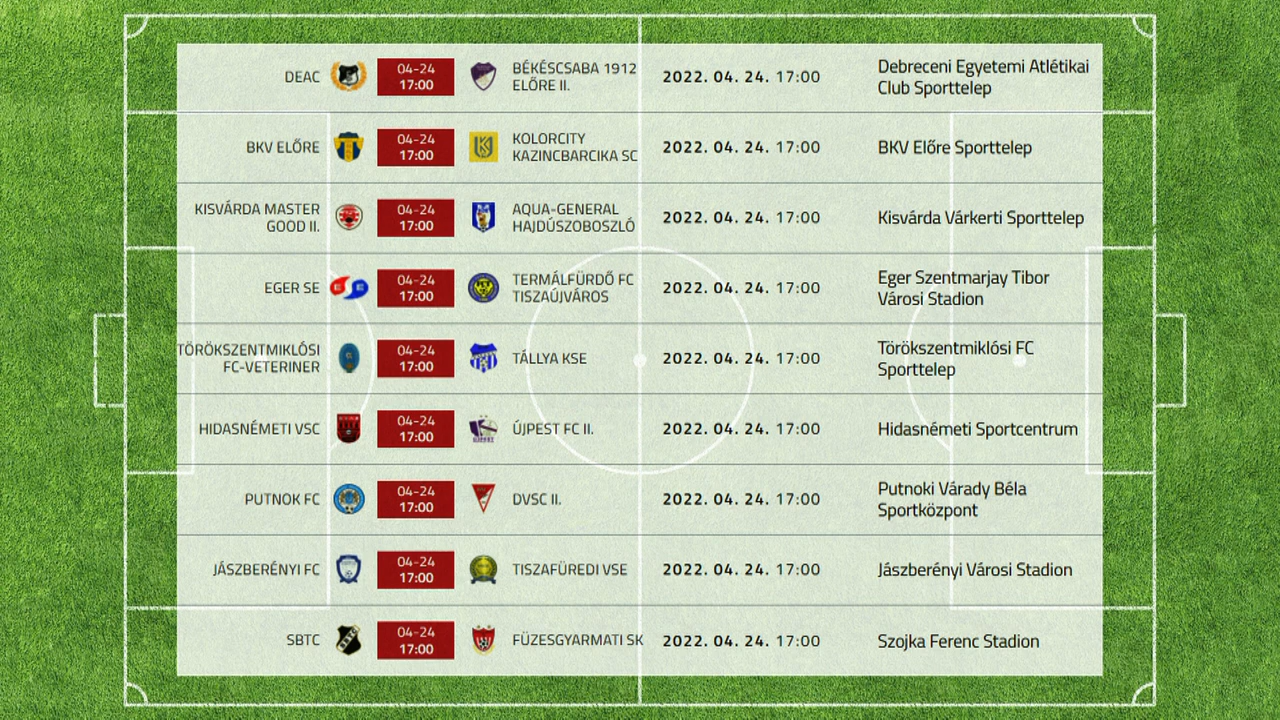 DEAC 04-24 17:00 BÉKÉSCSABA 1912 ELŐRE II. 2022. 04. 24. 17:00 Debreceni Egyetemi Atlétikai Club Sporttelep
BKV ELŐRE 04-24 17:00 KOLORCITY KAZINCBARCIKA SC 2022. 04. 24. 17:00 BKV Előre Sporttelep
KISVÁRDA MASTER GOOD II. 04-24 17:00 AQUA-GENERAL HAJDÚSZOBOSZLÓ 2022. 04. 24. 17:00 Kisvárda Várkerti Sporttelep
EGER SE 04-24 17:00 TERMÁLFÜRDŐ FC TISZAÚJVÁROS 2022. 04. 24. 17:00 Eger Szentmarjay Tibor Városi Stadion
TÖRÖKSZENTMIKLÓSI FC-VETERINER 04-24 17:00 TÁLLYA KSE 2022. 04. 24. 17:00 Törökszentmiklósi FC Sporttelep
HIDASNÉMETI VSC 04-24 17:00 ÚJPEST FC II. 2022. 04. 24. 17:00 Hidasnémeti Sportcentrum
PUTNOK FC 04-24 17:00 DVSC II. 2022. 04. 24. 17:00 Putnoki Várady Béla Sportközpont
JÁSZBERÉNYI FC 04-24 17:00 TISZAFÜREDI VSE 2022. 04. 24. 17:00 Jászberényi Városi Stadion
SBTC 04-24 17:00 FÜZESGYARMATI SK 2022. 04. 24. 17:00 Szojka Ferenc Stadion